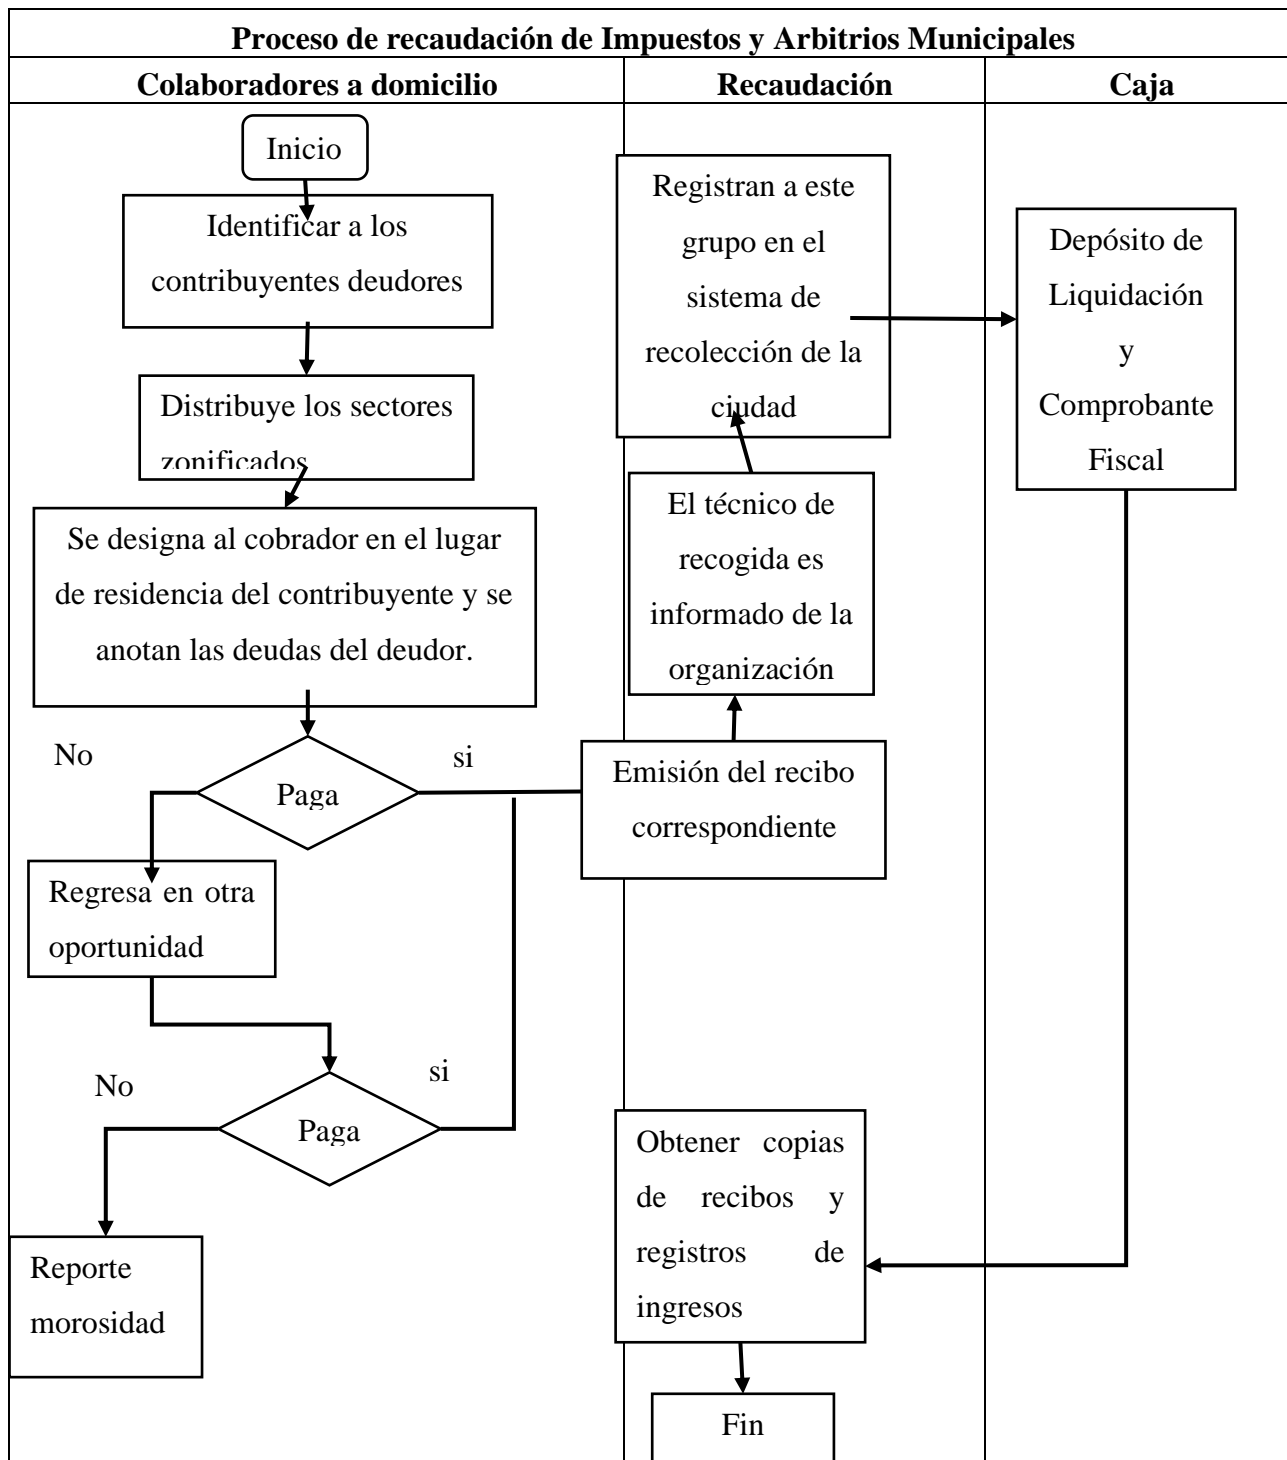 Proceso de recaudación de Impuestos y Arbitrios Municipales
Colaboradores a domicilio
Recaudación
Caja
Inicio
Identificar a los
contribuyentes deudores
Distribuye los sectores
zonificados
Se designa al cobrador en el lugar
de residencia del contribuyente y se
anotan las deudas del deudor.
No
si
Paga
Regresa en otra
oportunidad
No
si
Paga
Reporte
morosidad
Registran a este
grupo en el
sistema de
recolección de la
ciudad
El técnico de
recogida es
informado de la
organización
Emisión del recibo
correspondiente
Obtener copias
de recibos y
registros de
ingresos
Fin
Depósito de
Liquidación
y
Comprobante
Fiscal